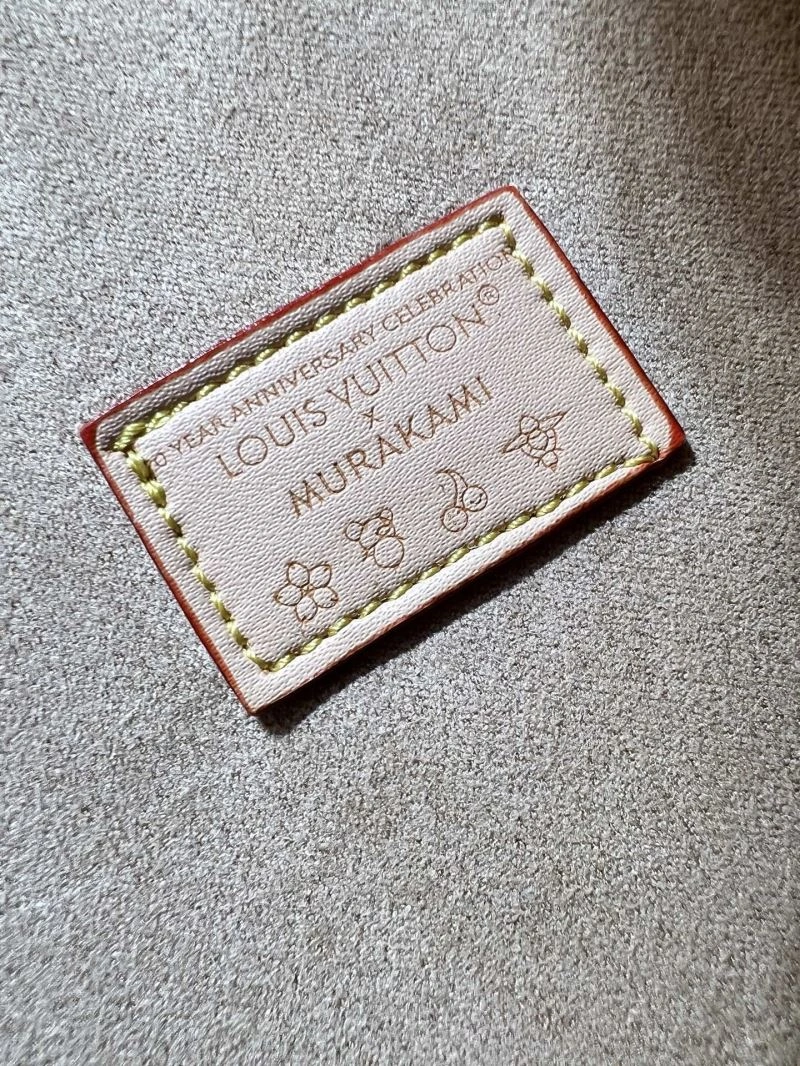 YEAR ANNIVERSARY CELEBRATION
LOUIS VUITTON®
×
MURAKAMI